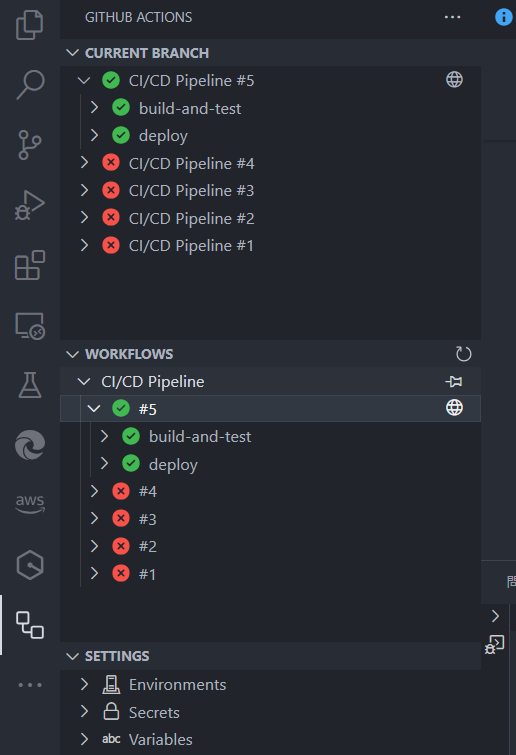 GITHUB ACTIONS
CURRENT BRANCH
CI/CD Pipeline #5
build-and-test
deploy
CI/CD Pipeline #4
CI/CD Pipeline #3
CI/CD Pipeline #2
CI/CD Pipeline #1
WORKFLOWS
CI/CD Pipeline
#5
build-and-test
deploy
#4
aws
#3
#2
#1
SETTINGS
Environments
Secrets
abc Variables